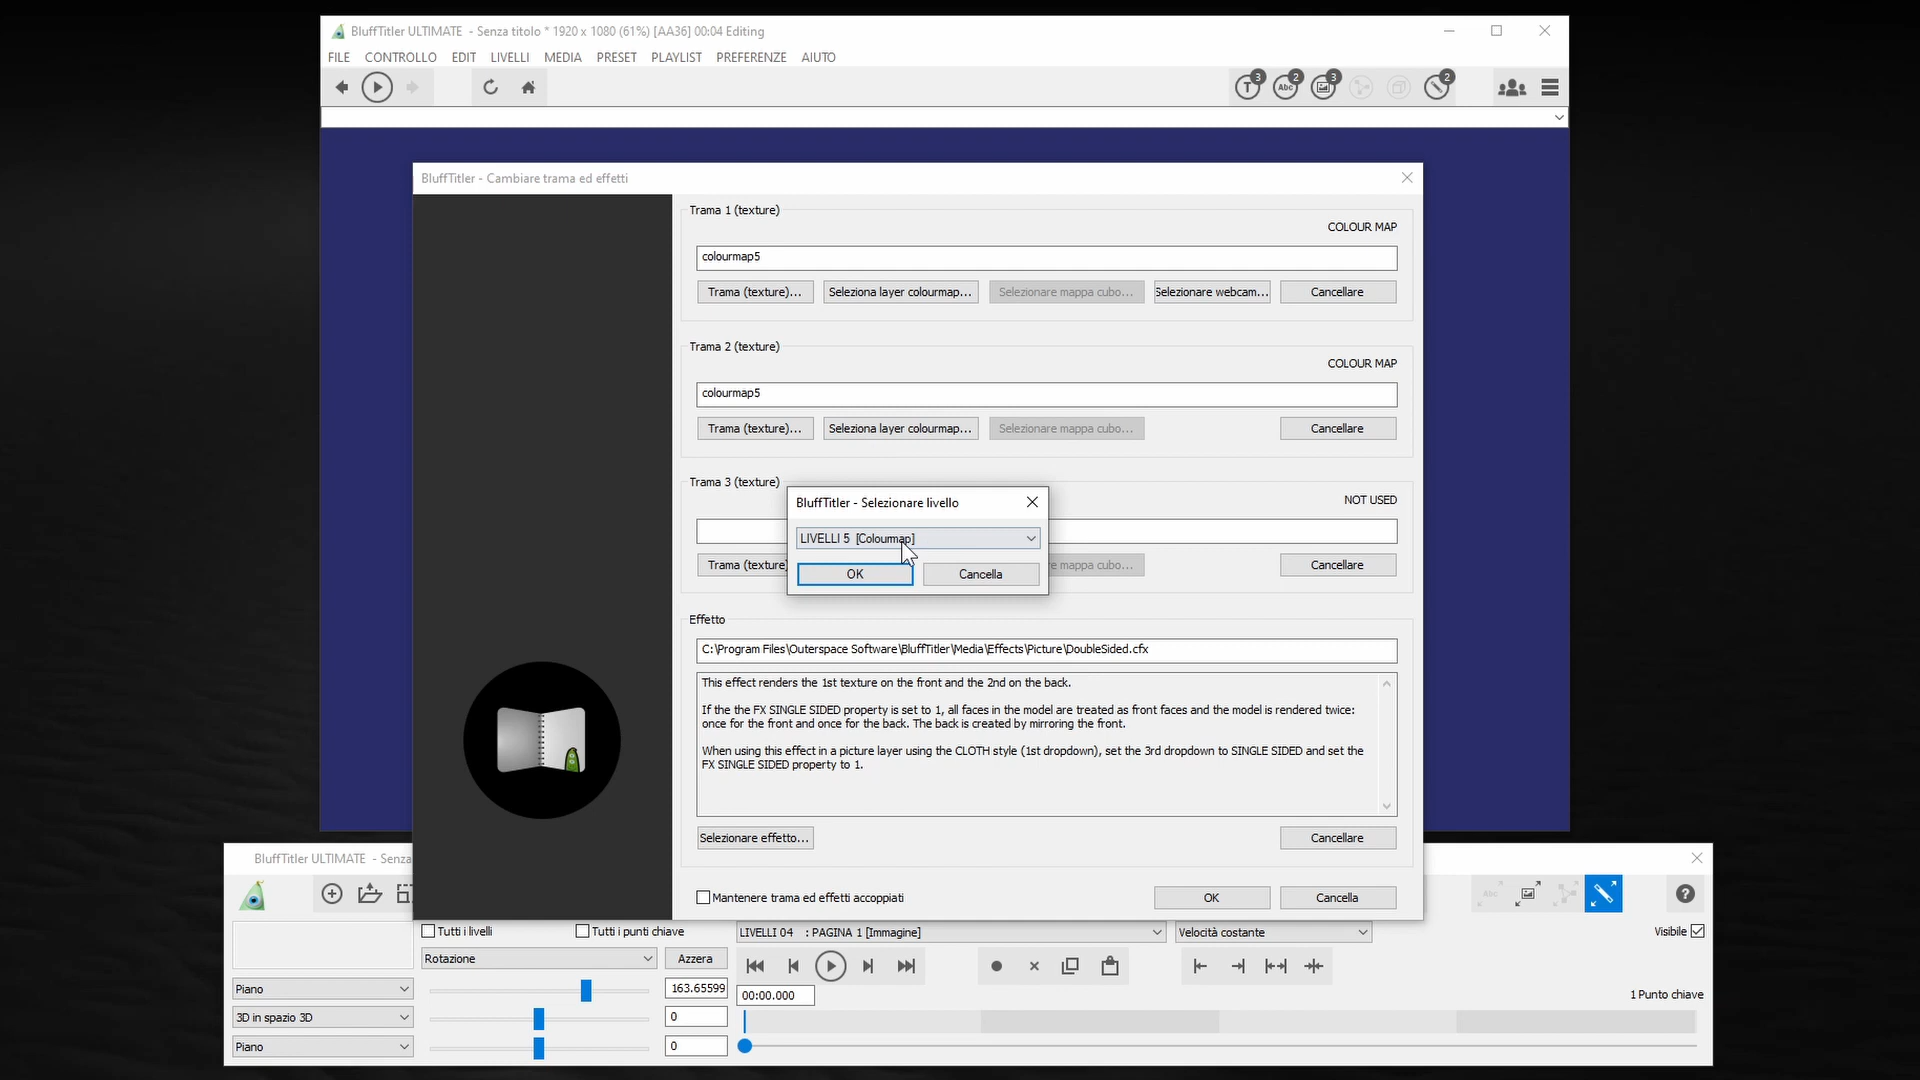 BluffTitler ULTIMATE - Senza titolo * 1920 x 1080 (61%) [AA36] 00:04 Editing
FILE CONTROLLO EDIT LIVELLI MEDIA PRESET PLAYLIST PREFERENZE AIUTO
T 3 Abc 2 3 2
BluffTitler - Cambiare trama ed effetti
Trama 1 (texture)
COLOUR MAP
colourmap5
Trama (texture)... Seleziona layer colourmap... Selezionare mappa cubo... Selezionare webcam... Cancellare
Trama 2 (texture)
COLOUR MAP
colourmap5
Trama (texture)... Seleziona layer colourmap... Selezionare mappa cubo... Cancellare
Trama 3 (texture)
NOT USED
BluffTitler - Selezionare livello
LIVELLI 5 [Colourmap]
Trama (texture) e mappa cubo... Cancellare
OK Cancella
Effetto
C:\Program Files\Outerspace Software\BluffTitler\Media\Effects\Picture\DoubleSided.cfx
This effect renders the 1st texture on the front and the 2nd on the back.
If the the FX SINGLE SIDED property is set to 1, all faces in the model are treated as front faces and the model is rendered twice:
once for the front and once for the back. The back is created by mirroring the front.
When using this effect in a picture layer using the CLOTH style (1st dropdown), set the 3rd dropdown to SINGLE SIDED and set the
FX SINGLE SIDED property to 1.
Selezionare effetto... Cancellare
Mantenere trama ed effetti accoppiati OK Cancella
BluffTitler ULTIMATE - Senza
Abc ?
Tutti i livelli Tutti i punti chiave LIVELLI 04 : PAGINA 1 [Immagine] Velocità costante Visibile
Rotazione Azzera
Piano 163.65599 00:00.000 1 Punto chiave
3D in spazio 3D 0
Piano 0